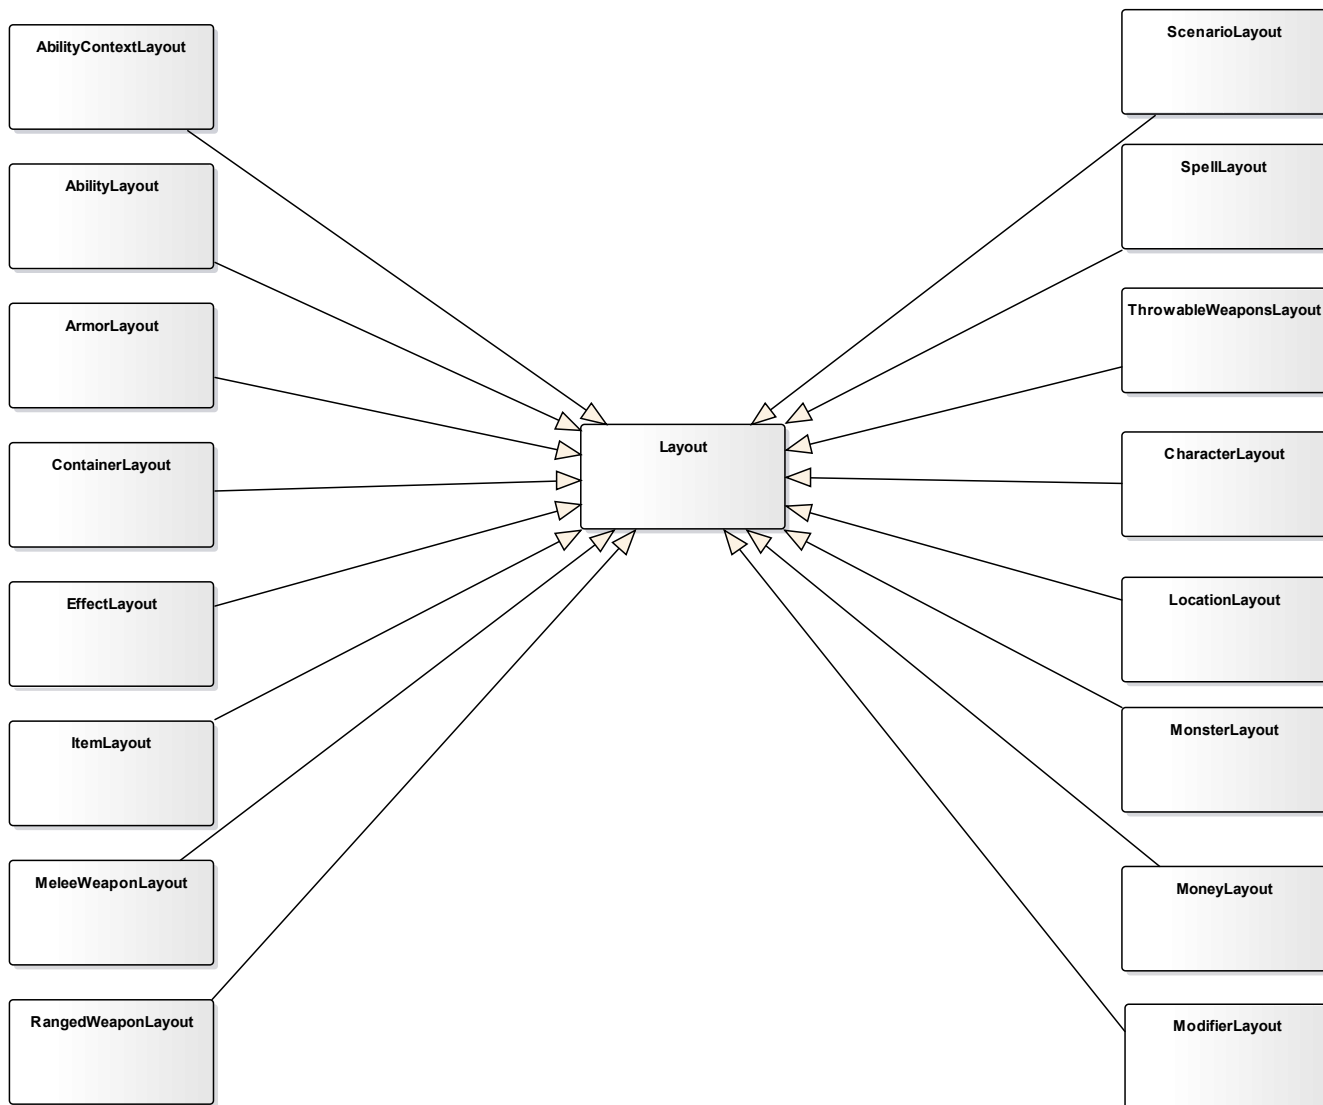 AbilityContextLayout
AbilityLayout
ArmorLayout
ContainerLayout
EffectLayout
ItemLayout
MeleeWeaponLayout
RangedWeaponLayout
Layout
ScenarioLayout
SpellLayout
ThrowableWeaponsLayout
CharacterLayout
LocationLayout
MonsterLayout
MoneyLayout
ModifierLayout